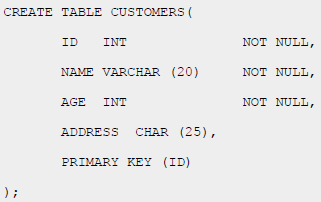 CREATE TABLE CUSTOMERS(
ID INT NOT NULL,
NAME VARCHAR (20) NOT NULL,
AGE INT NOT NULL,
ADDRESS CHAR (25),
PRIMARY KEY (ID)
);